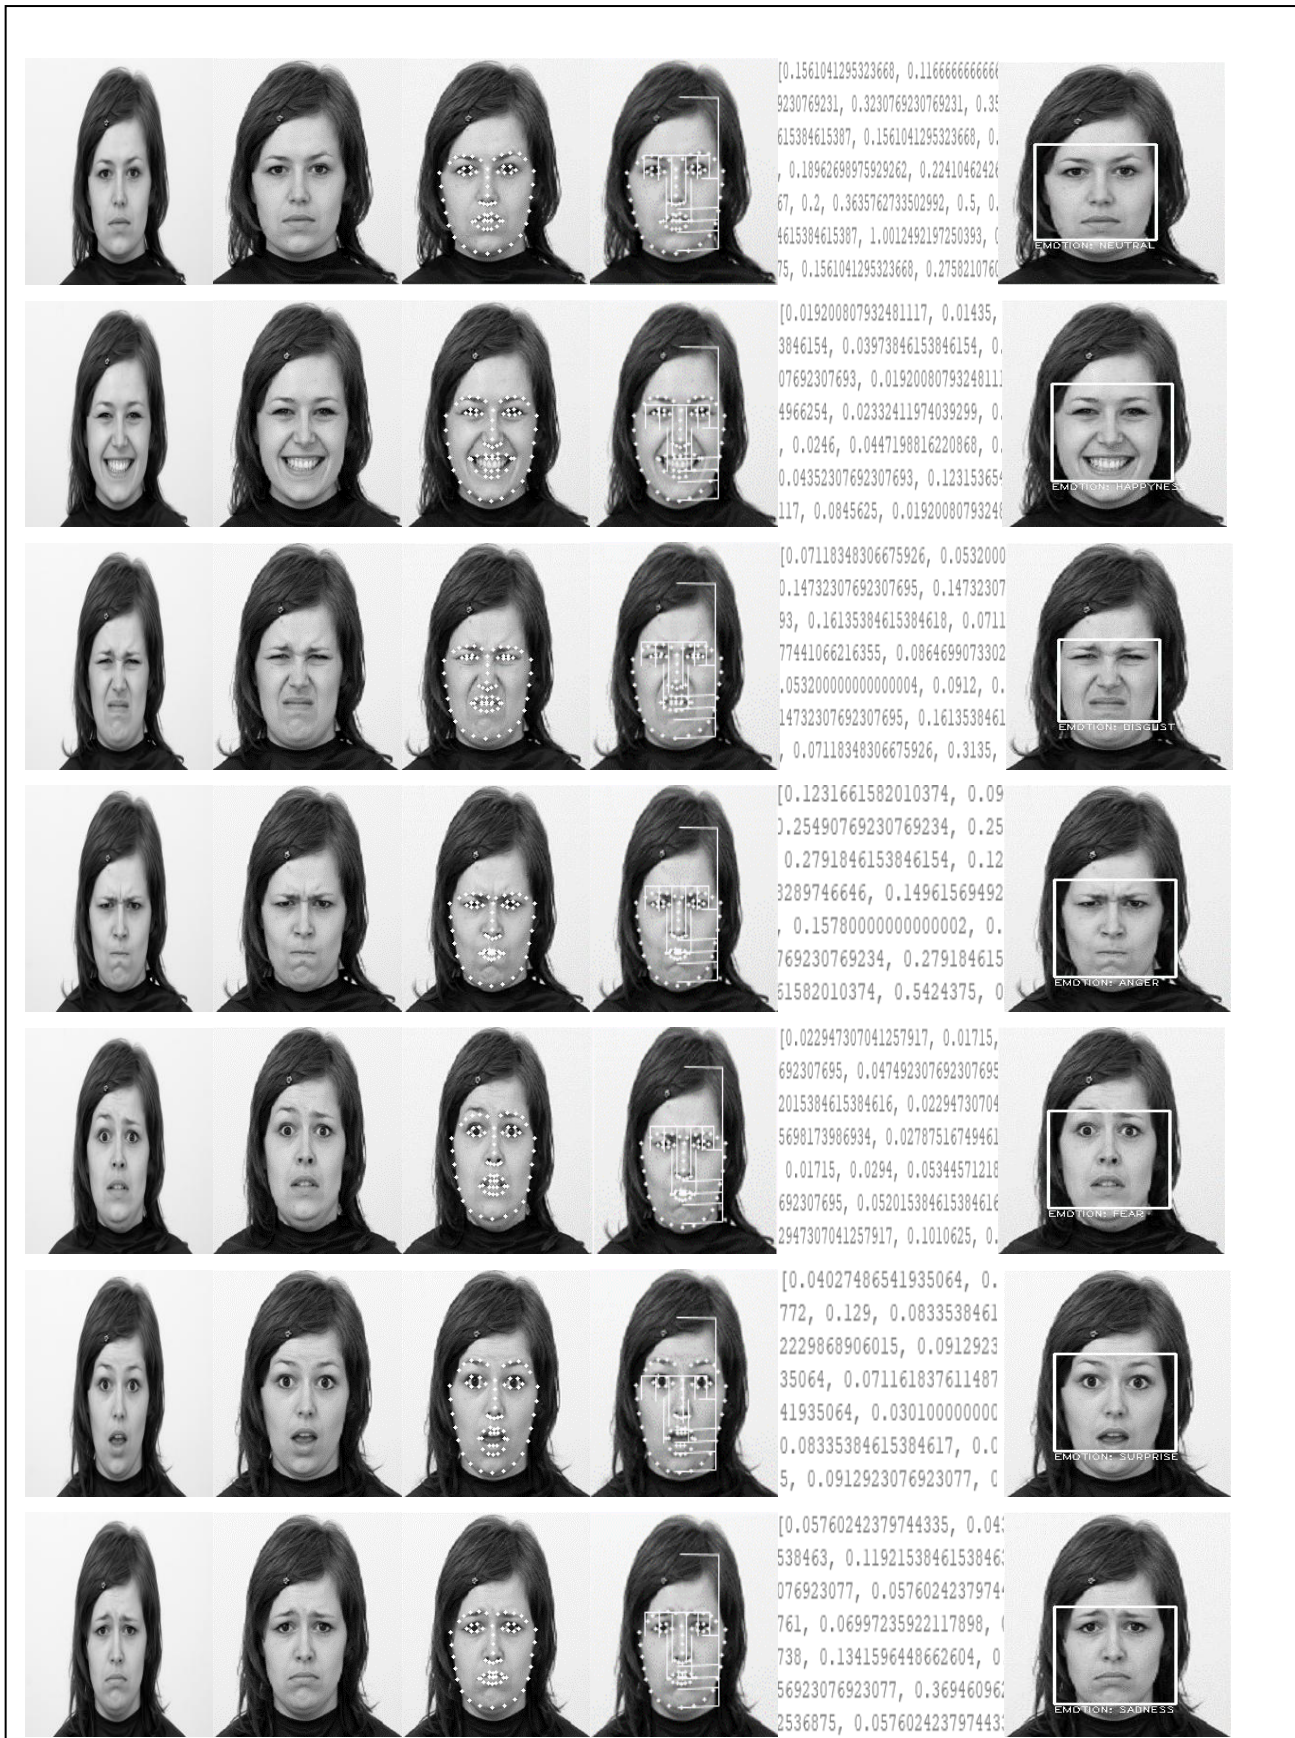 [0.1561041295323668, 0.1166666666666
9230769231, 0.3230769230769231, 0.35
615384615387, 0.1561041295323668, 0.
, 0.18962698975929262, 0.22410462426
67, 0.2, 0.3635762733502992, 0.5, 0.
4615384615387, 1.0012492197250393, 0
75, 0.1561041295323668, 0.2758210760
EMOTION: NEUTRAL
[0.019200807932481117, 0.01435,
3846154, 0.03973846153846154, 0.
07692307693, 0.0192008079324811
4966254, 0.02332411974039299, 0.
, 0.0246, 0.0447198816220868, 0.
0.04352307692307693, 0.12315365
117, 0.0845625, 0.0192008079324
EMOTION: HAPPYNESS
[0.07118348306675926, 0.0532000
0.14732307692307695, 0.14732307
93, 0.16135384615384618, 0.0711
77441066216355, 0.0864699073302
.053200000000000004, 0.0912, 0.
14732307692307695, 0.1613538461
, 0.07118348306675926, 0.3135,
EMOTION: DISGUST
[0.1231661582010374, 0.09
0.25490769230769234, 0.25
0.2791846153846154, 0.12
3289746646, 0.14961569492
, 0.15780000000000002, 0.
769230769234, 0.279184615
61582010374, 0.5424375, 0
EMOTION: ANGER
[0.022947307041257917, 0.01715,
692307695, 0.047492307692307695
2015384615384616, 0.02294730704
5698173986934, 0.02787516749461
0.01715, 0.0294, 0.05344571218
692307695, 0.052015384615384616
2947307041257917, 0.1010625, 0.
EMOTION: FEAR
[0.04027486541935064, 0.
772, 0.129, 0.0833538461
2229868906015, 0.0912923
35064, 0.071161837611487
41935064, 0.030100000000
0.08335384615384617, 0.0
5, 0.0912923076923077, 0
EMOTION: SURPRISE
[0.05760242379744335, 0.04
538463, 0.1192153846153846
076923077, 0.0576024237974
761, 0.06997235922117898,
738, 0.1341596448662604, 0.
56923076923077, 0.36946096
2536875, 0.0576024237974433
EMOTION: SADNESS